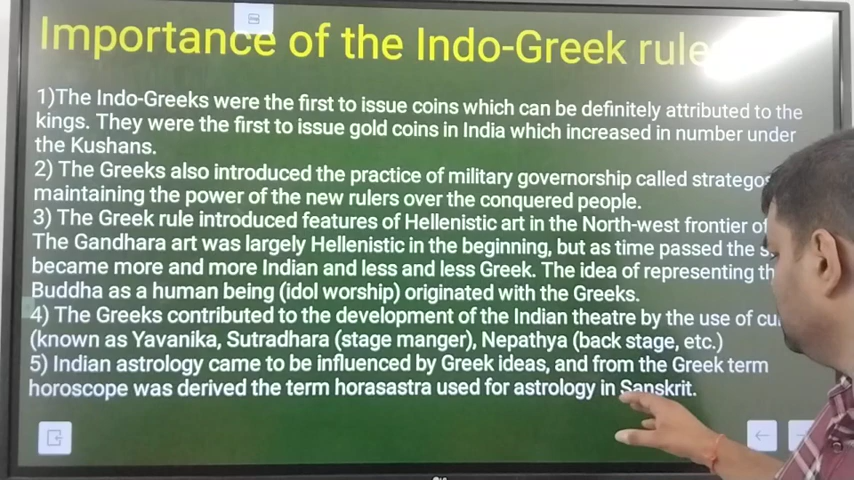 Importance of the Indo-Greek rule
1)The Indo-Greeks were the first to issue coins which can be definitely attributed to the
kings. They were the first to issue gold coins in India which increased in number under
the Kushans.
2) The Greeks also introduced the practice of military governorship called strategos
maintaining the power of the new rulers over the conquered people.
3) The Greek rule introduced features of Hellenistic art in the North-west frontier of
The Gandhara art was largely Hellenistic in the beginning, but as time passed the
became more and more Indian and less and less Greek. The idea of representing
Buddha as a human being (idol worship) originated with the Greeks.
4) The Greeks contributed to the development of the Indian theatre by the use of
(known as Yavanika, Sutradhara (stage manger), Nepathya (back stage, etc.)
5) Indian astrology came to be influenced by Greek ideas, and from the Greek term
horoscope was derived the term horasastra used for astrology in Sanskrit.